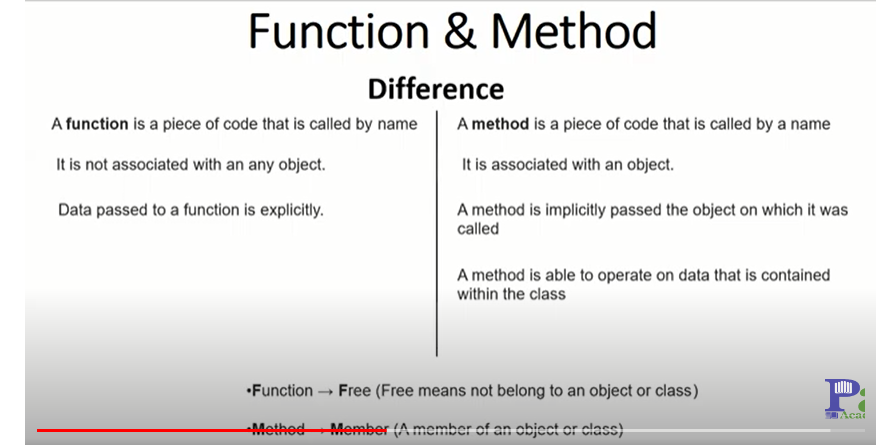 Function & Method
Difference
A function is a piece of code that is called by name
It is not associated with an any object.
Data passed to a function is explicitly.
A method is a piece of code that is called by a name
It is associated with an object.
A method is implicitly passed the object on which it was
called
A method is able to operate on data that is contained
within the class
•Function → Free (Free means not belong to an object or class)
•Method → Member (A member of an object or class)